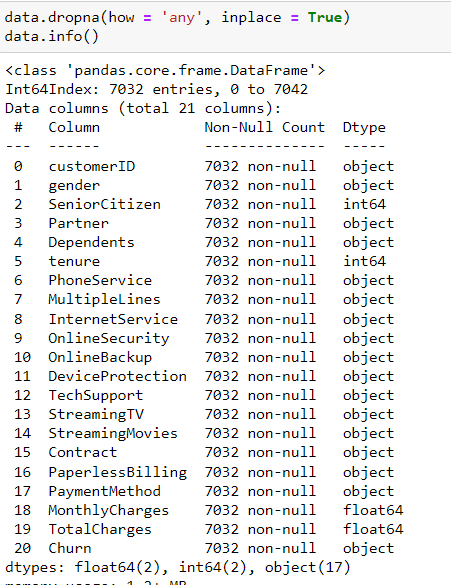 data.dropna(how = 'any', inplace = True)
data.info()
<class 'pandas.core.frame.DataFrame'>
Int64Index: 7032 entries, 0 to 7042
Data columns (total 21 columns):
 #   Column            Non-Null Count  Dtype
---  ------            --------------  -----
 0   customerID        7032 non-null   object
 1   gender            7032 non-null   object
 2   SeniorCitizen     7032 non-null   int64
 3   Partner           7032 non-null   object
 4   Dependents        7032 non-null   object
 5   tenure            7032 non-null   int64
 6   PhoneService      7032 non-null   object
 7   MultipleLines     7032 non-null   object
 8   InternetService   7032 non-null   object
 9   OnlineSecurity    7032 non-null   object
 10  OnlineBackup      7032 non-null   object
 11  DeviceProtection  7032 non-null   object
 12  TechSupport       7032 non-null   object
 13  StreamingTV       7032 non-null   object
 14  StreamingMovies   7032 non-null   object
 15  Contract          7032 non-null   object
 16  PaperlessBilling  7032 non-null   object
 17  PaymentMethod     7032 non-null   object
 18  MonthlyCharges    7032 non-null   float64
 19  TotalCharges      7032 non-null   float64
 20  Churn             7032 non-null   object
dtypes: float64(2), int64(2), object(17)
memory usage: 1.2+ MB